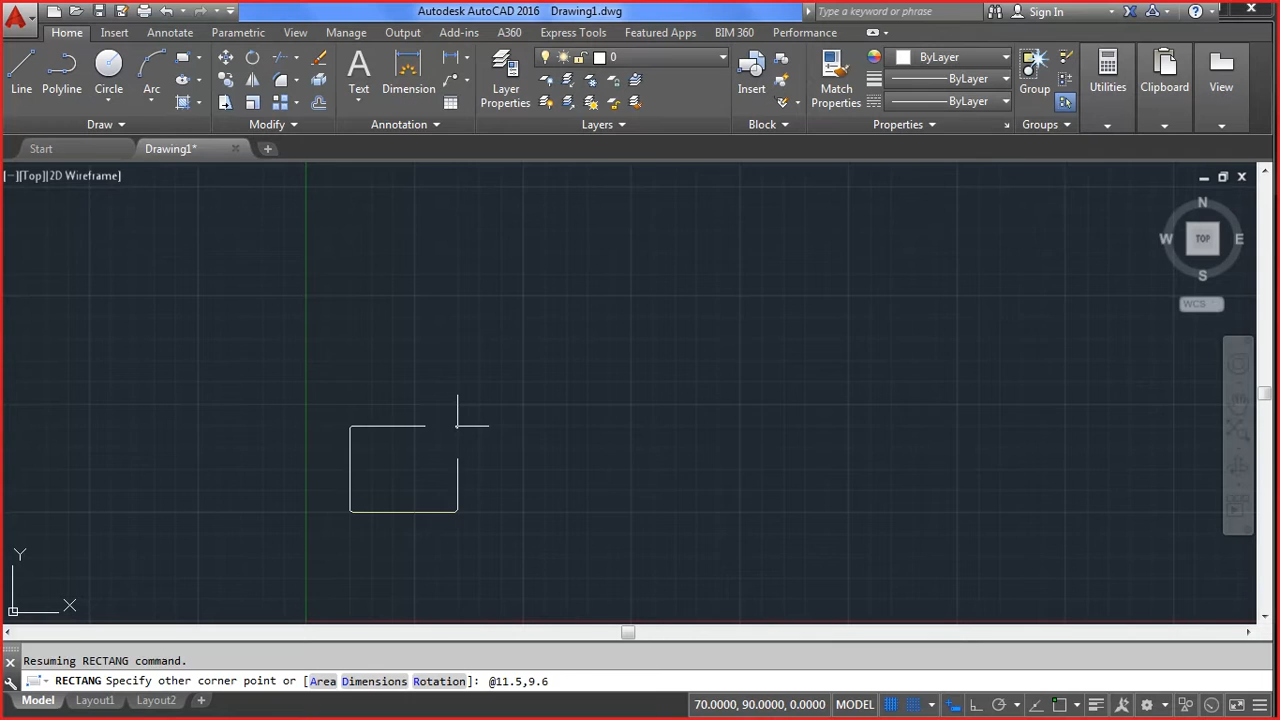 Autodesk AutoCAD 2016 Drawing1.dwg
Type a keyword or phrase
Sign In
Home Insert Annotate Parametric View Manage Output Add-ins A360 Express Tools Featured Apps BIM 360 Performance
0
ByLayer
ByLayer
ByLayer
Line Polyline Circle Arc
Text Dimension
Layer
Properties
Insert
Match
Properties
Group
Utilities
Clipboard
View
Draw Modify Annotation Layers Block Properties Groups
Start Drawing1*
[−][Top][2D Wireframe]
N
W TOP E
S
WCS
Y
X
Resuming RECTANG command.
RECTANG Specify other corner point or [Area Dimensions Rotation]: @11.5,9.6
Model Layout1 Layout2 +
70.0000, 90.0000, 0.0000 MODEL